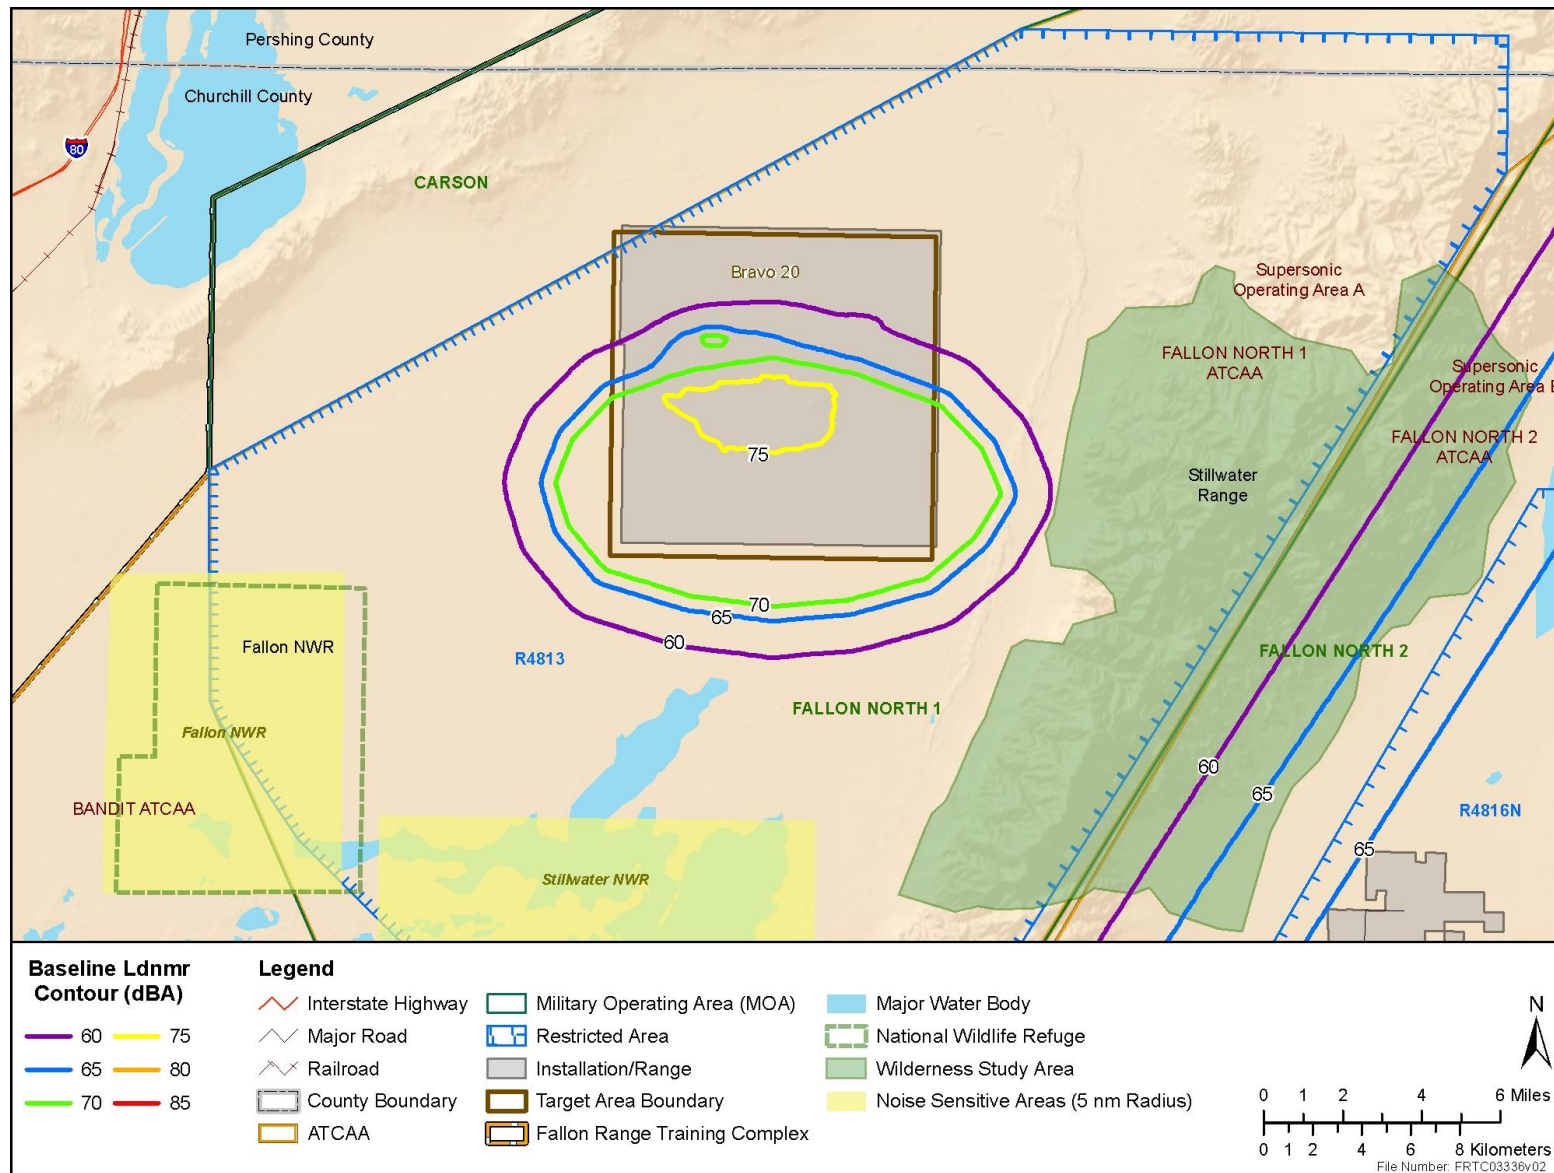 Pershing County
Churchill County
80
CARSON
Bravo 20
Supersonic
Operating Area A
FALLON NORTH 1
ATCAA
Supersonic
Operating Area B
FALLON NORTH 2
ATCAA
75
Stillwater
Range
70
65
60
Fallon NWR
R4813
FALLON NORTH 2
FALLON NORTH 1
Fallon NWR
60
65
BANDIT ATCAA
R4816N
65
Stillwater NWR
Baseline Ldnmr
Contour (dBA)
60
75
65
80
70
85
Legend
Interstate Highway
Major Road
Railroad
County Boundary
ATCAA
Military Operating Area (MOA)
Restricted Area
Installation/Range
Target Area Boundary
Fallon Range Training Complex
Major Water Body
National Wildlife Refuge
Wilderness Study Area
Noise Sensitive Areas (5 nm Radius)
N
0 1 2 4 6 Miles
0 1 2 4 6 8 Kilometers
File Number: FRTC03336v02